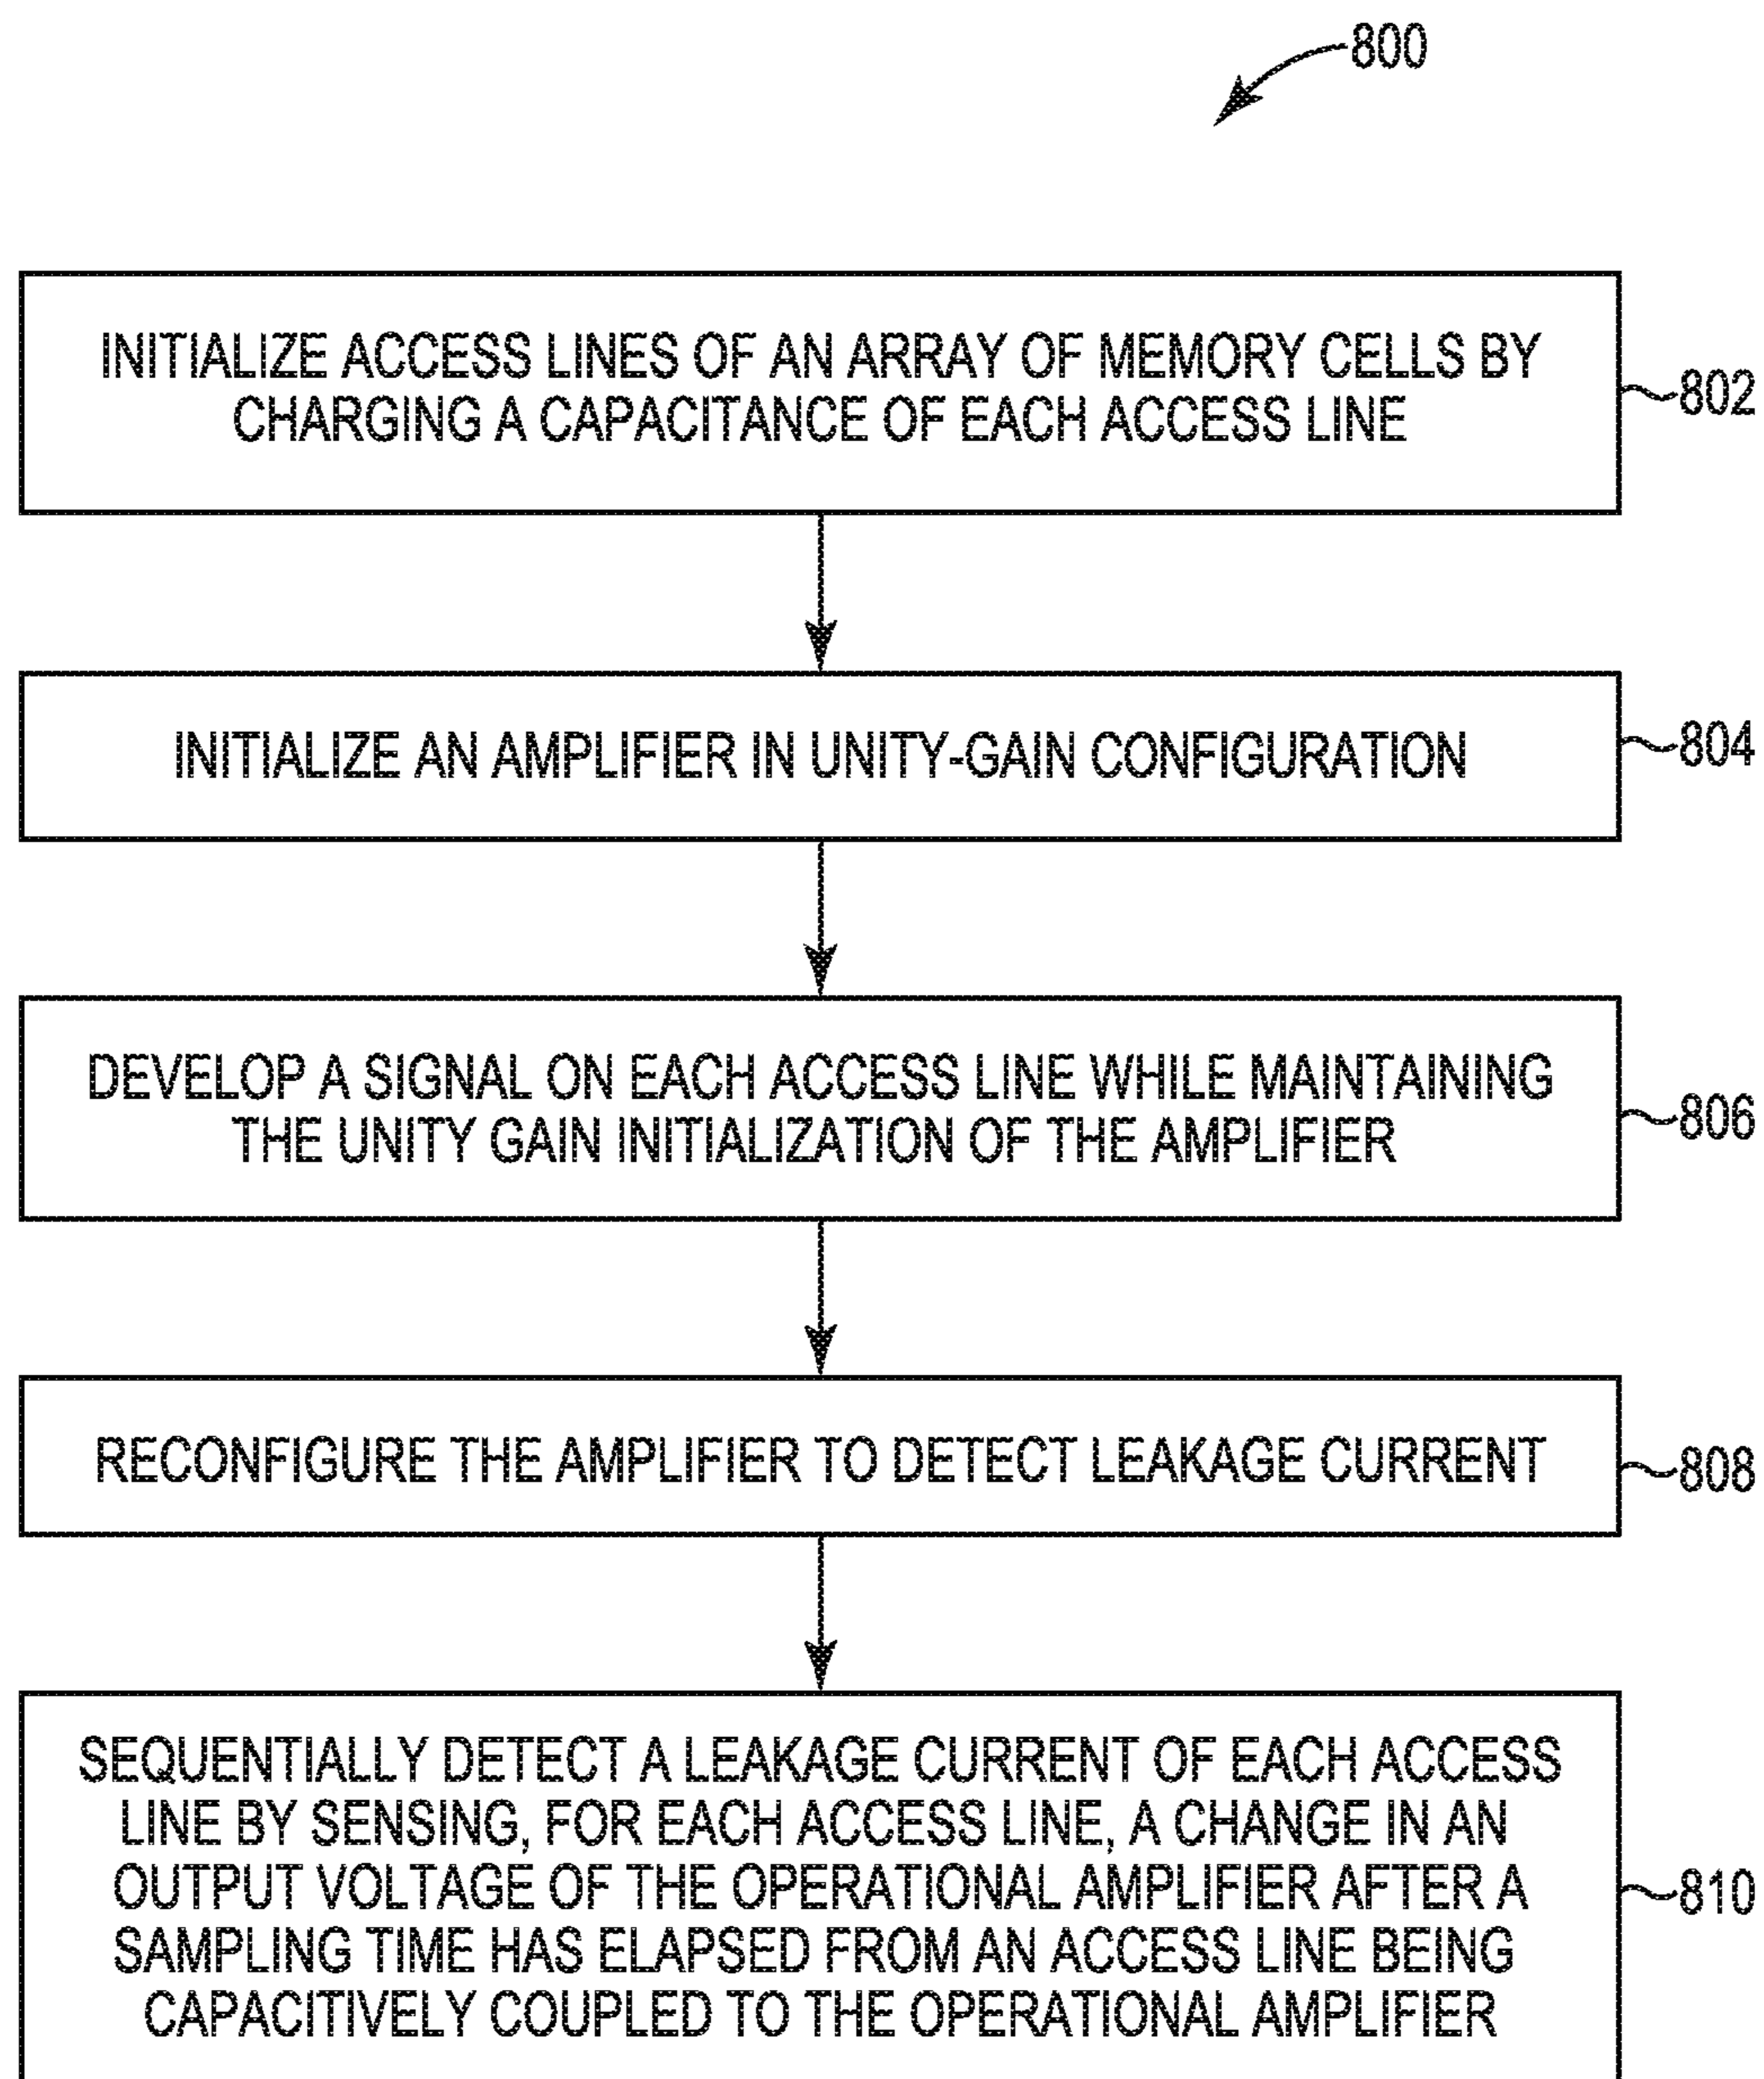 800
INITIALIZE ACCESS LINES OF AN ARRAY OF MEMORY CELLS BY
CHARGING A CAPACITANCE OF EACH ACCESS LINE
802
INITIALIZE AN AMPLIFIER IN UNITY-GAIN CONFIGURATION
804
DEVELOP A SIGNAL ON EACH ACCESS LINE WHILE MAINTAINING
THE UNITY GAIN INITIALIZATION OF THE AMPLIFIER
806
RECONFIGURE THE AMPLIFIER TO DETECT LEAKAGE CURRENT
808
SEQUENTIALLY DETECT A LEAKAGE CURRENT OF EACH ACCESS
LINE BY SENSING, FOR EACH ACCESS LINE, A CHANGE IN AN
OUTPUT VOLTAGE OF THE OPERATIONAL AMPLIFIER AFTER A
SAMPLING TIME HAS ELAPSED FROM AN ACCESS LINE BEING
CAPACITIVELY COUPLED TO THE OPERATIONAL AMPLIFIER
810